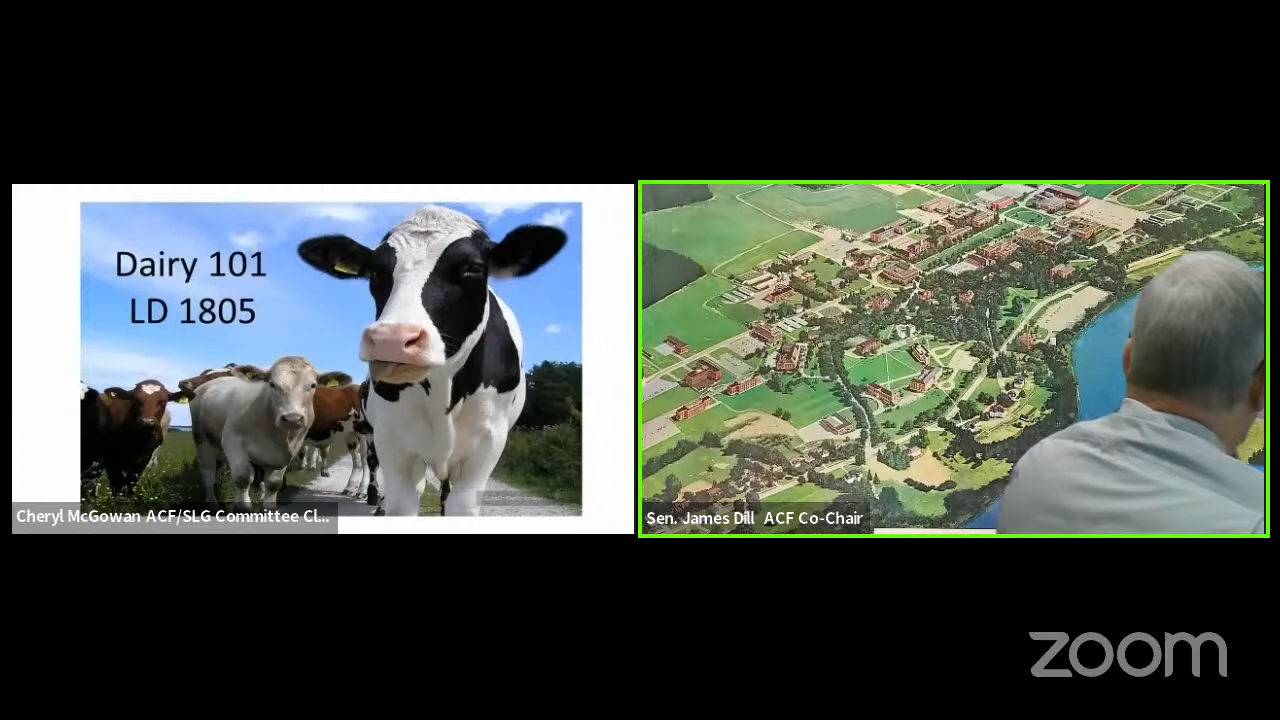 Dairy 101
LD 1805
Cheryl McGowan ACF/SLG Committee Cl...
Sen. James Dill ACF Co-Chair
zoom